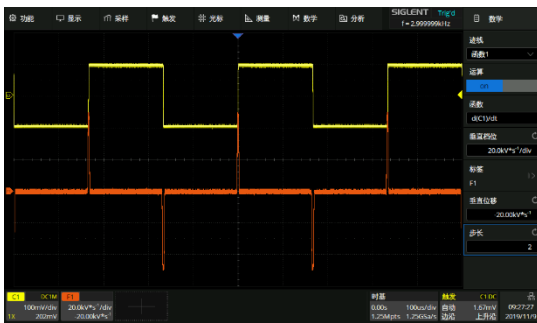 功能 显示 采样 触发 光标 测量 数学 分析
SIGLENT Trig'd
f = 2.999999kHz
数学
迹线
函数1
运算
函数
d(C1)/dt
垂直档位
20.0kV*s⁻¹/div
标签
F1
垂直位移
-20.00kV*s⁻¹
步长
2
C1 DC1M
100mV/div
1X 202mV
F1
20.0kV*s⁻¹/div
-20.00kV*s⁻¹
时基
0.00s 100us/div
1.25Mpts 1.25GSa/s
触发 C1 DC
自动 1.67mV
边沿 上升沿
09:27:27
2019/11/9